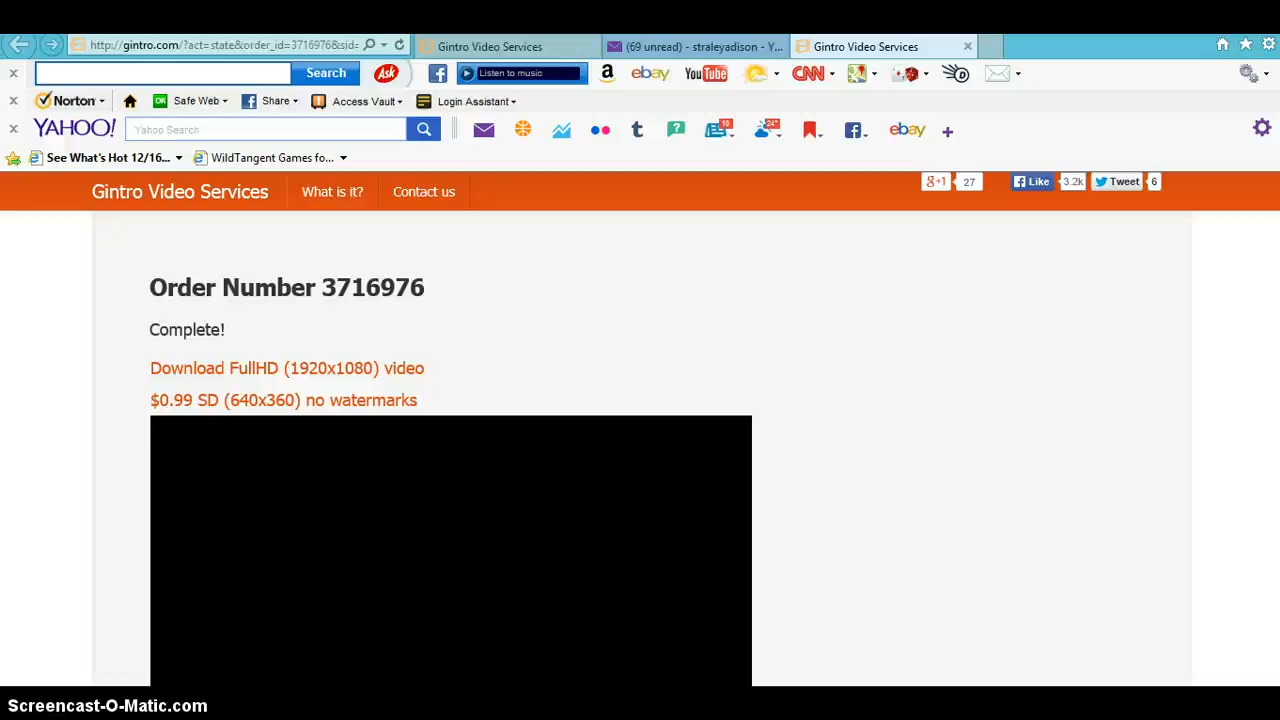 http://gintro.com/?act=state&order_id=3716976&sid=
Gintro Video Services
(69 unread) - straleyadison - Y...
Gintro Video Services
Search
Ask
Listen to music
a
ebay
YouTube
CNN
Norton
OK
Safe Web
Share
Access Vault
Login Assistant
YAHOO!
Yahoo Search
10
24°
ebay
See What's Hot 12/16...
WildTangent Games fo...
Gintro Video Services
What is it?
Contact us
g+1
27
Like
3.2k
Tweet
6
Order Number 3716976
Complete!
Download FullHD (1920x1080) video
$0.99 SD (640x360) no watermarks
Screencast-O-Matic.com